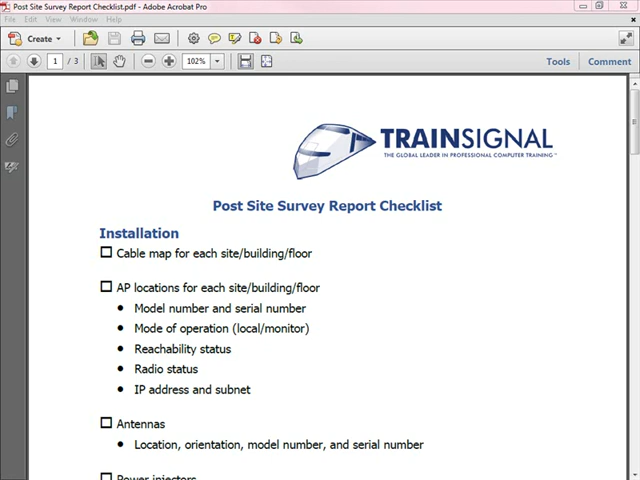 Post Site Survey Report Checklist.pdf - Adobe Acrobat Pro
File Edit View Window Help
Create
1 / 3
102%
Tools Comment
TRAINSIGNAL
THE GLOBAL LEADER IN PROFESSIONAL COMPUTER TRAINING
Post Site Survey Report Checklist
Installation
Cable map for each site/building/floor
AP locations for each site/building/floor
• Model number and serial number
• Mode of operation (local/monitor)
• Reachability status
• Radio status
• IP address and subnet
Antennas
• Location, orientation, model number, and serial number
Power injectors